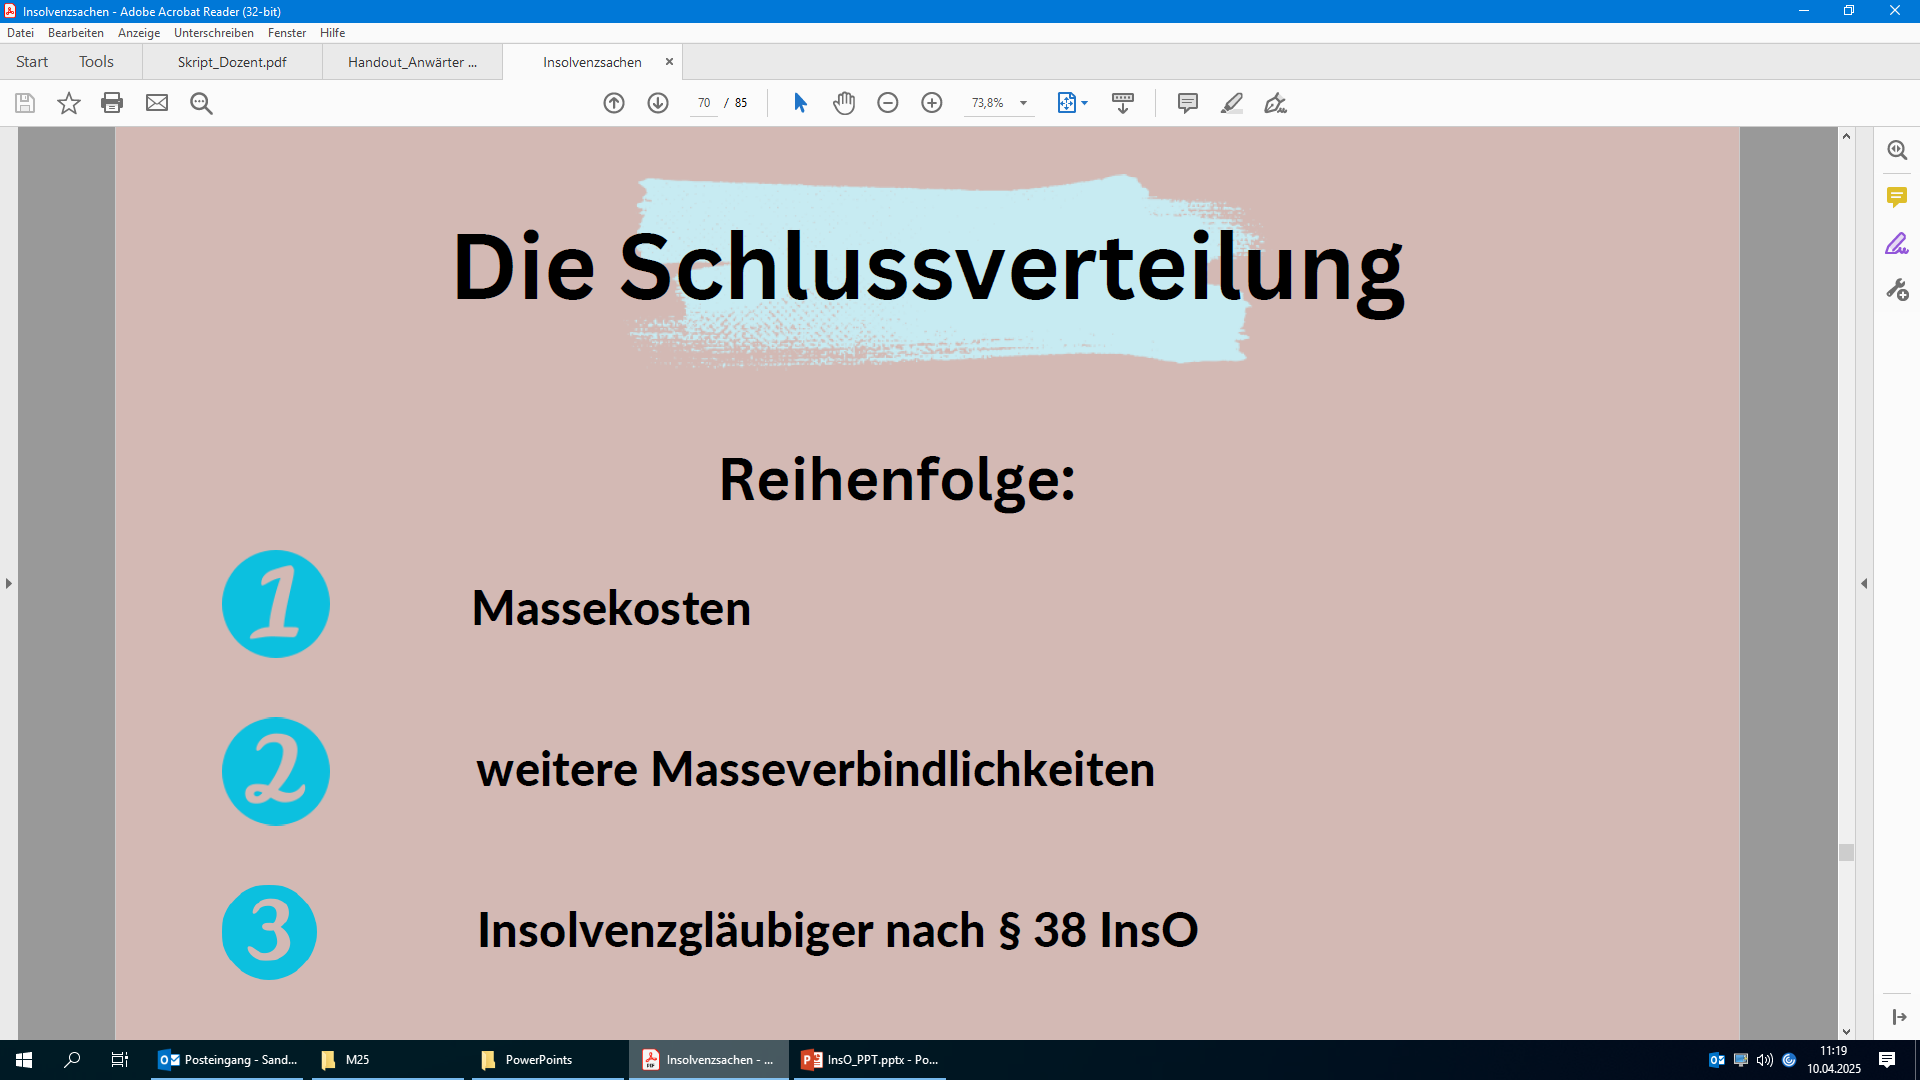 Insolvenzsachen - Adobe Acrobat Reader (32-bit)
Datei Bearbeiten Anzeige Unterschreiben Fenster Hilfe
Start Tools Skript_Dozent.pdf Handout_Anwärter ... Insolvenzsachen
70 / 85 73,8%
Die Schlussverteilung
Reihenfolge:
1 Massekosten
2 weitere Masseverbindlichkeiten
3 Insolvenzgläubiger nach § 38 InsO
Posteingang - Sand... M25 PowerPoints Insolvenzsachen - ... InsO_PPT.pptx - Po...
11:19
10.04.2025